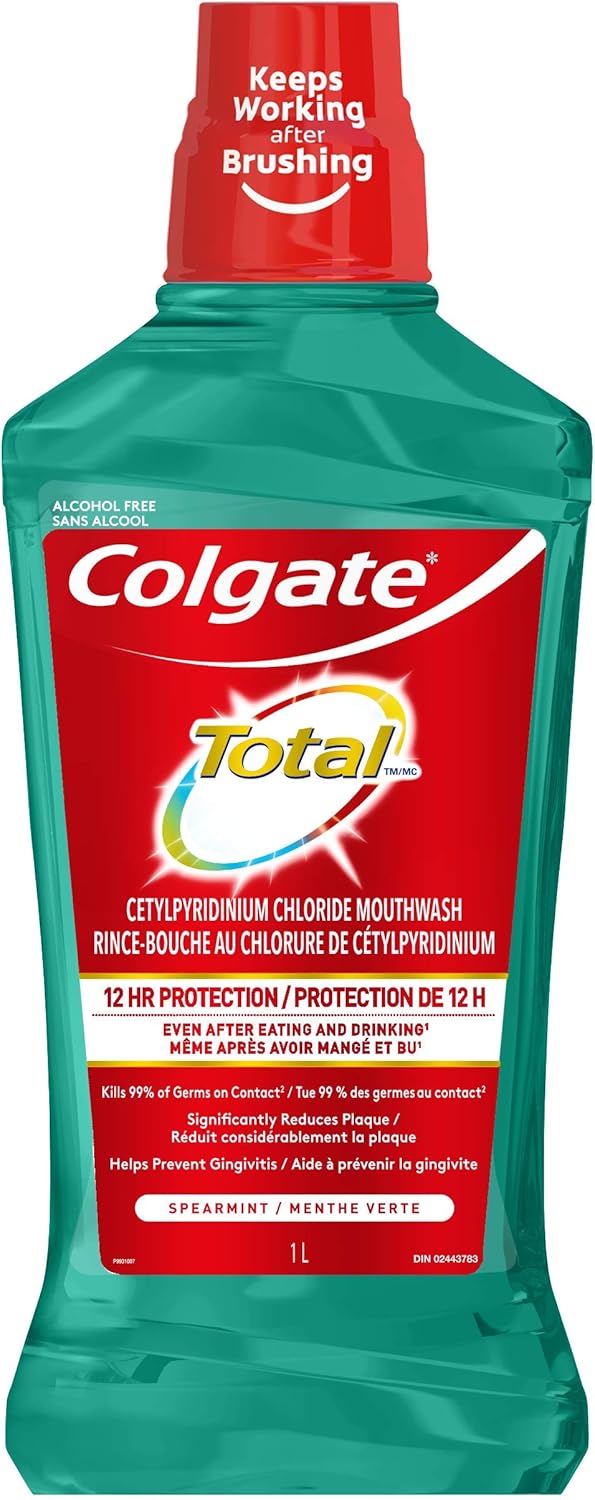 Keeps
Working
after
Brushing
ALCOHOL FREE
SANS ALCOOL
Colgate*
Total TM/MC
CETYLPYRIDINIUM CHLORIDE MOUTHWASH
RINCE-BOUCHE AU CHLORURE DE CÉTYLPYRIDINIUM
12 HR PROTECTION / PROTECTION DE 12 H
EVEN AFTER EATING AND DRINKING¹
MÊME APRÈS AVOIR MANGÉ ET BU¹
Kills 99% of Germs on Contact² / Tue 99 % des germes au contact²
Significantly Reduces Plaque /
Réduit considérablement la plaque
Helps Prevent Gingivitis / Aide à prévenir la gingivite
SPEARMINT / MENTHE VERTE
P9931007 1 L DIN 02443783